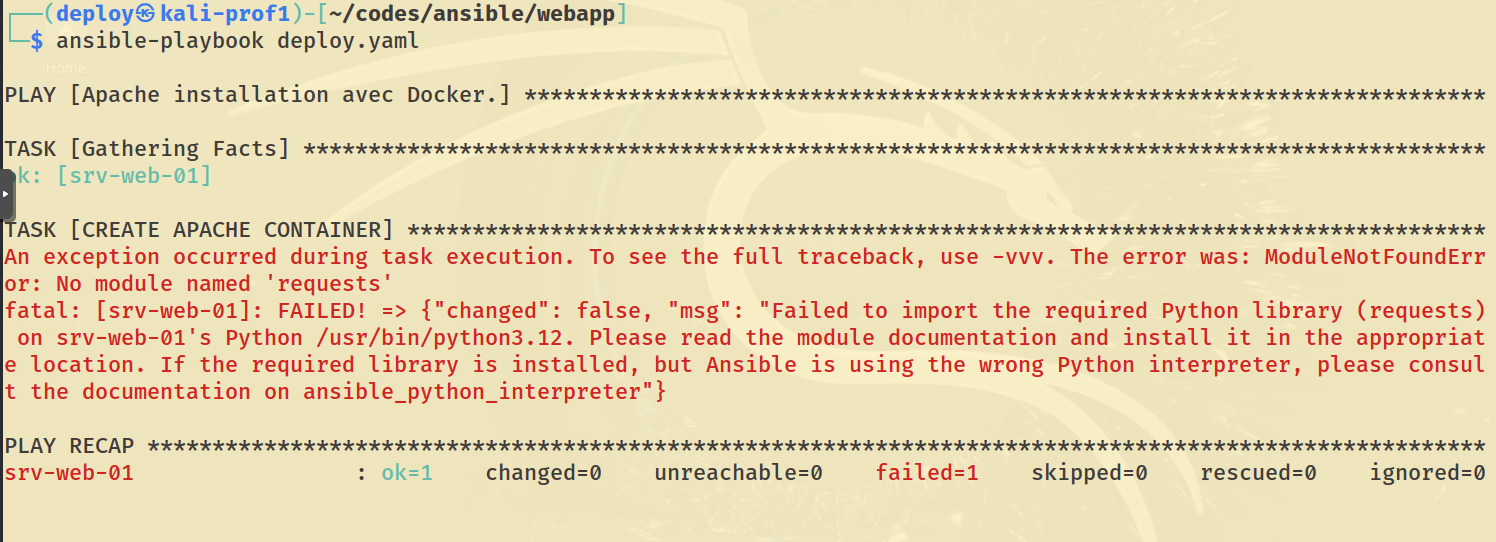 ┌──(deploy㉿kali-prof1)-[~/codes/ansible/webapp]
└─$ ansible-playbook deploy.yaml
Home
PLAY [Apache installation avec Docker.] **************************************************************************
TASK [Gathering Facts] *******************************************************************************************
k: [srv-web-01]
TASK [CREATE APACHE CONTAINER] ***********************************************************************************
An exception occurred during task execution. To see the full traceback, use -vvv. The error was: ModuleNotFoundErr
or: No module named 'requests'
fatal: [srv-web-01]: FAILED! => {"changed": false, "msg": "Failed to import the required Python library (requests)
 on srv-web-01's Python /usr/bin/python3.12. Please read the module documentation and install it in the appropriat
e location. If the required library is installed, but Ansible is using the wrong Python interpreter, please consul
t the documentation on ansible_python_interpreter"}
PLAY RECAP *******************************************************************************************************
srv-web-01                 : ok=1    changed=0    unreachable=0    failed=1    skipped=0    rescued=0    ignored=0